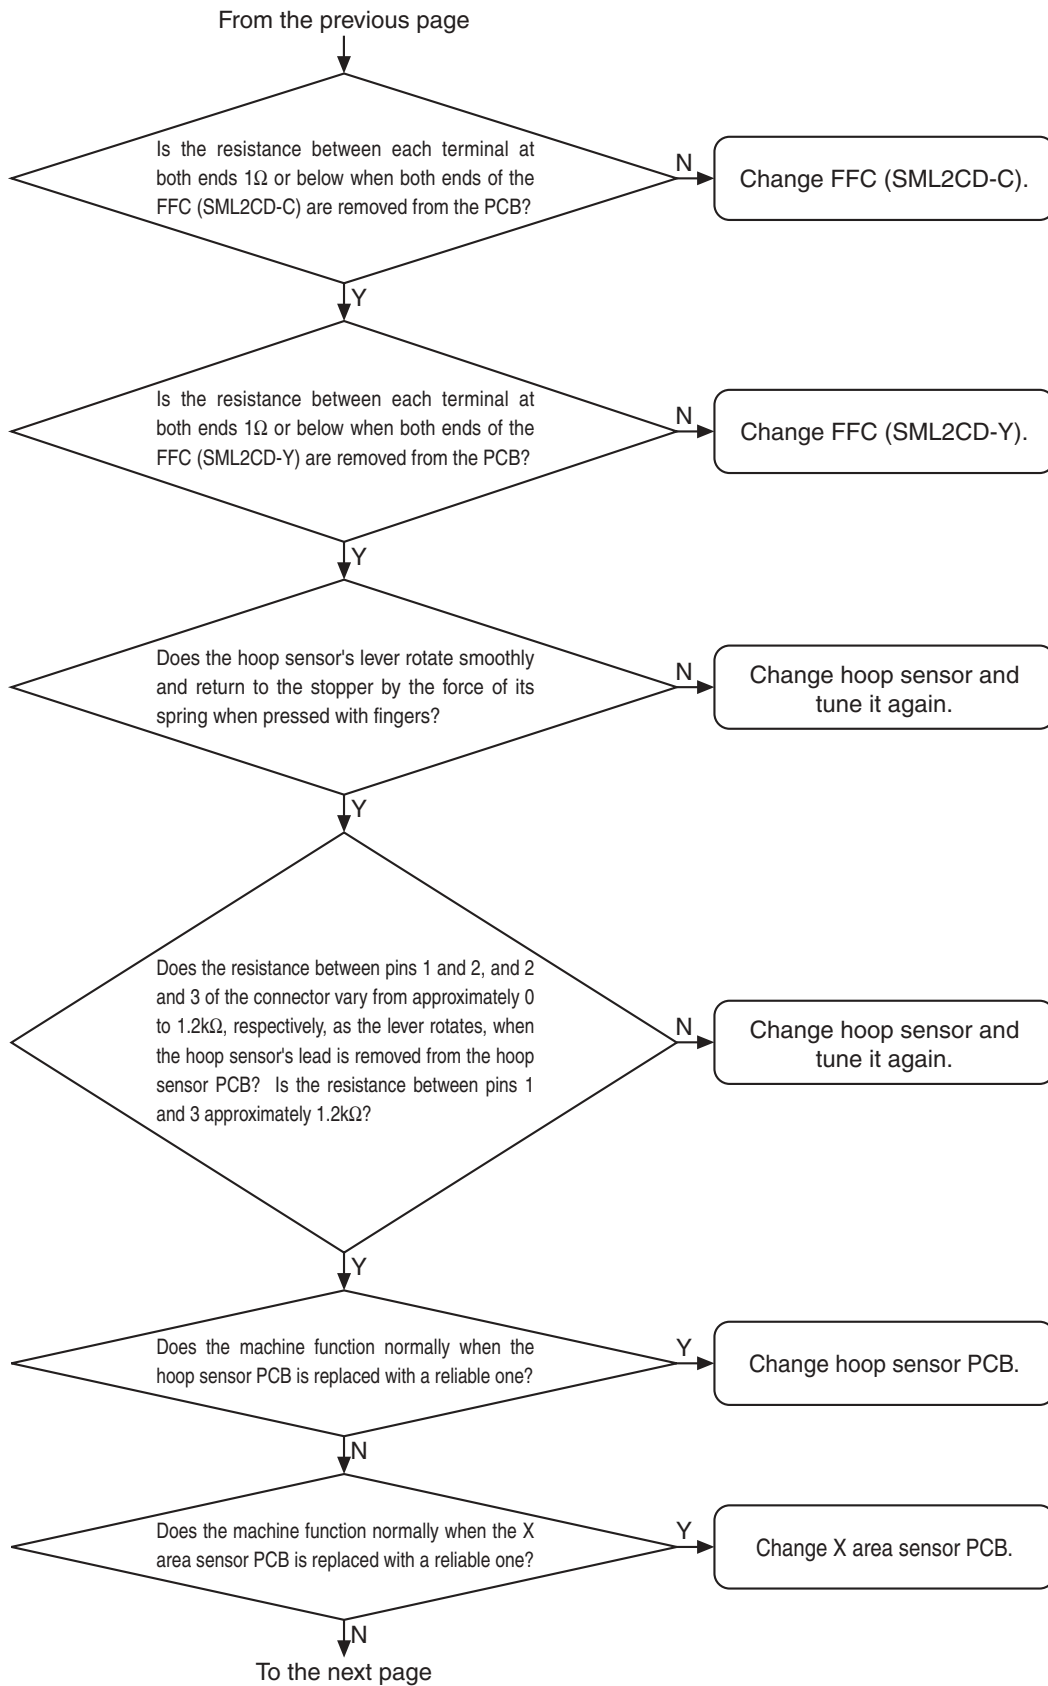 From the previous page
Is the resistance between each terminal at
both ends 1Ω or below when both ends of the
FFC (SML2CD-C) are removed from the PCB?
N
Change FFC (SML2CD-C).
Y
Is the resistance between each terminal at
both ends 1Ω or below when both ends of the
FFC (SML2CD-Y) are removed from the PCB?
N
Change FFC (SML2CD-Y).
Y
Does the hoop sensor's lever rotate smoothly
and return to the stopper by the force of its
spring when pressed with fingers?
N
Change hoop sensor and
tune it again.
Y
Does the resistance between pins 1 and 2, and 2
and 3 of the connector vary from approximately 0
to 1.2kΩ, respectively, as the lever rotates, when
the hoop sensor's lead is removed from the hoop
sensor PCB? Is the resistance between pins 1
and 3 approximately 1.2kΩ?
N
Change hoop sensor and
tune it again.
Y
Does the machine function normally when the
hoop sensor PCB is replaced with a reliable one?
Y
Change hoop sensor PCB.
N
Does the machine function normally when the X
area sensor PCB is replaced with a reliable one?
Y
Change X area sensor PCB.
N
To the next page